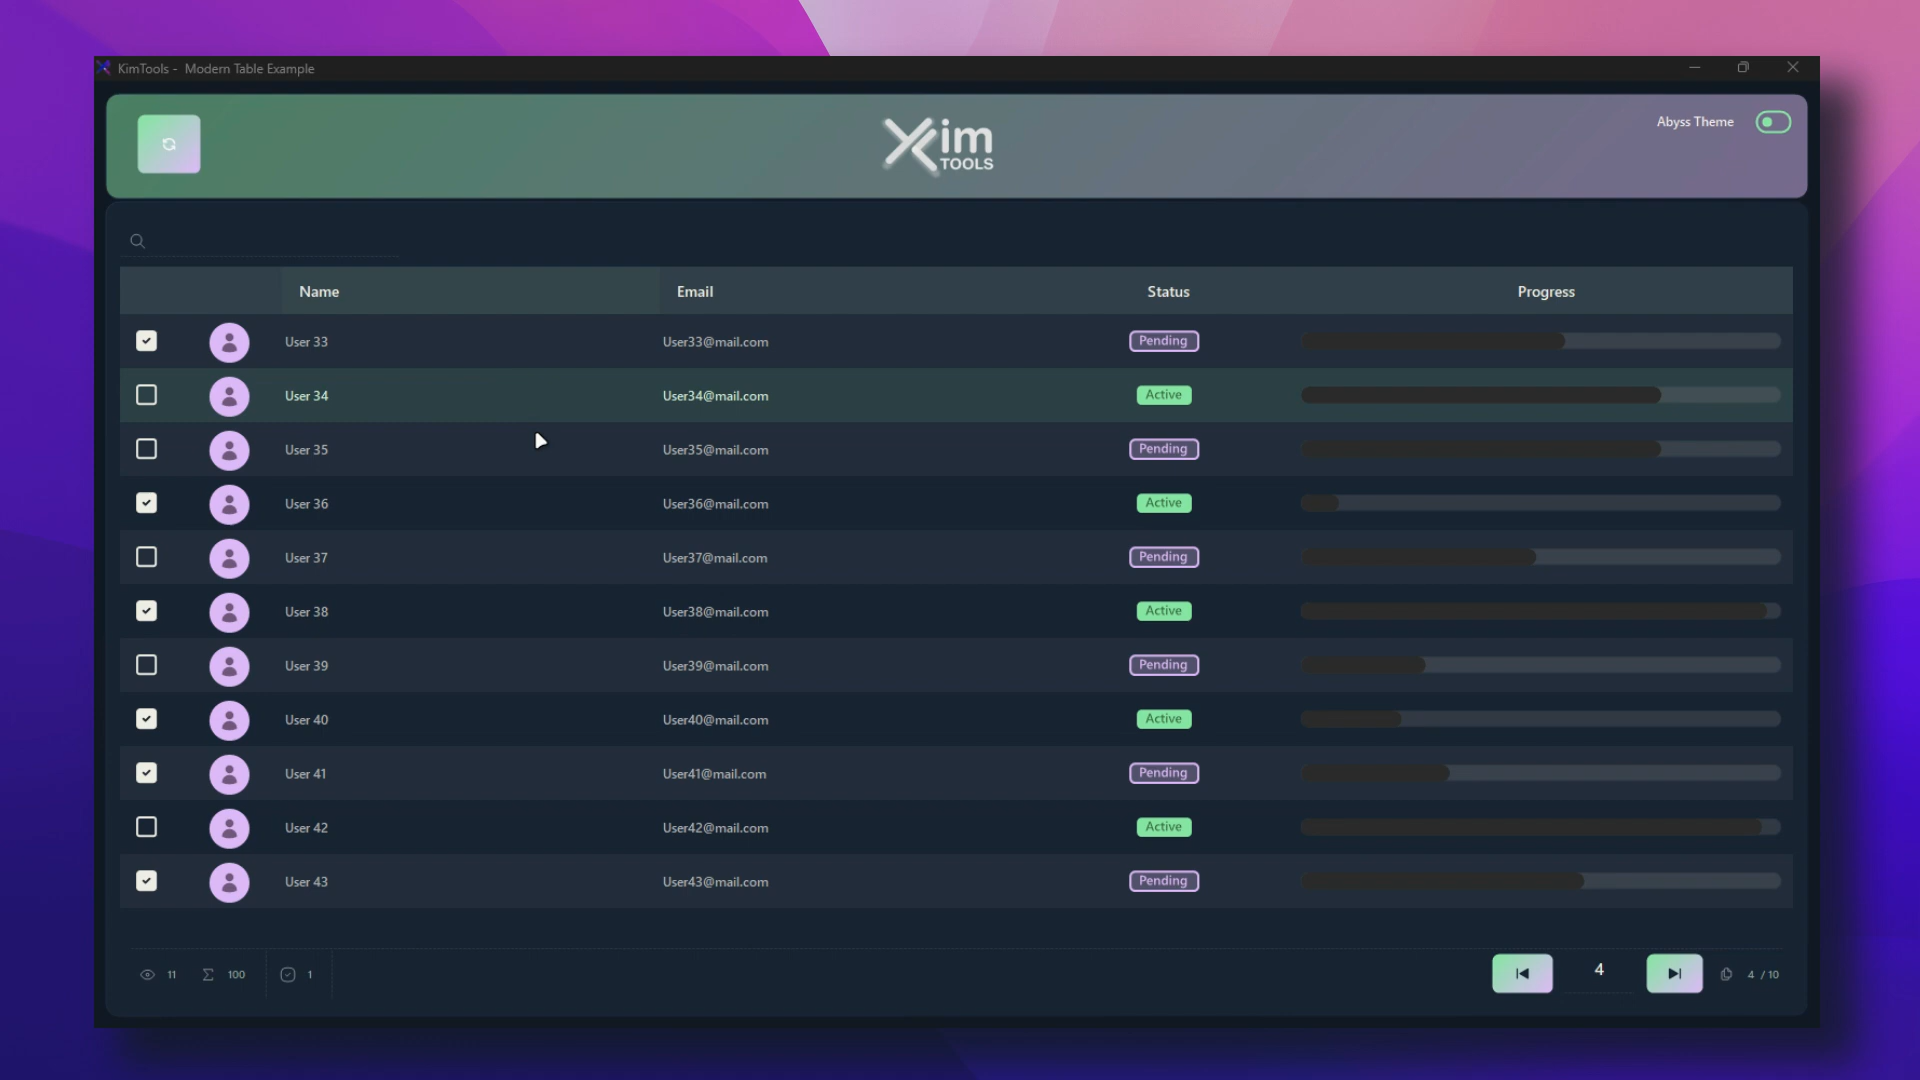 KimTools - Modern Table Example
Kim TOOLS
Abyss Theme
Name Email Status Progress
User 33 User33@mail.com Pending
User 34 User34@mail.com Active
User 35 User35@mail.com Pending
User 36 User36@mail.com Active
User 37 User37@mail.com Pending
User 38 User38@mail.com Active
User 39 User39@mail.com Pending
User 40 User40@mail.com Active
User 41 User41@mail.com Pending
User 42 User42@mail.com Active
User 43 User43@mail.com Pending
11 Σ 100 1 4 4 / 10